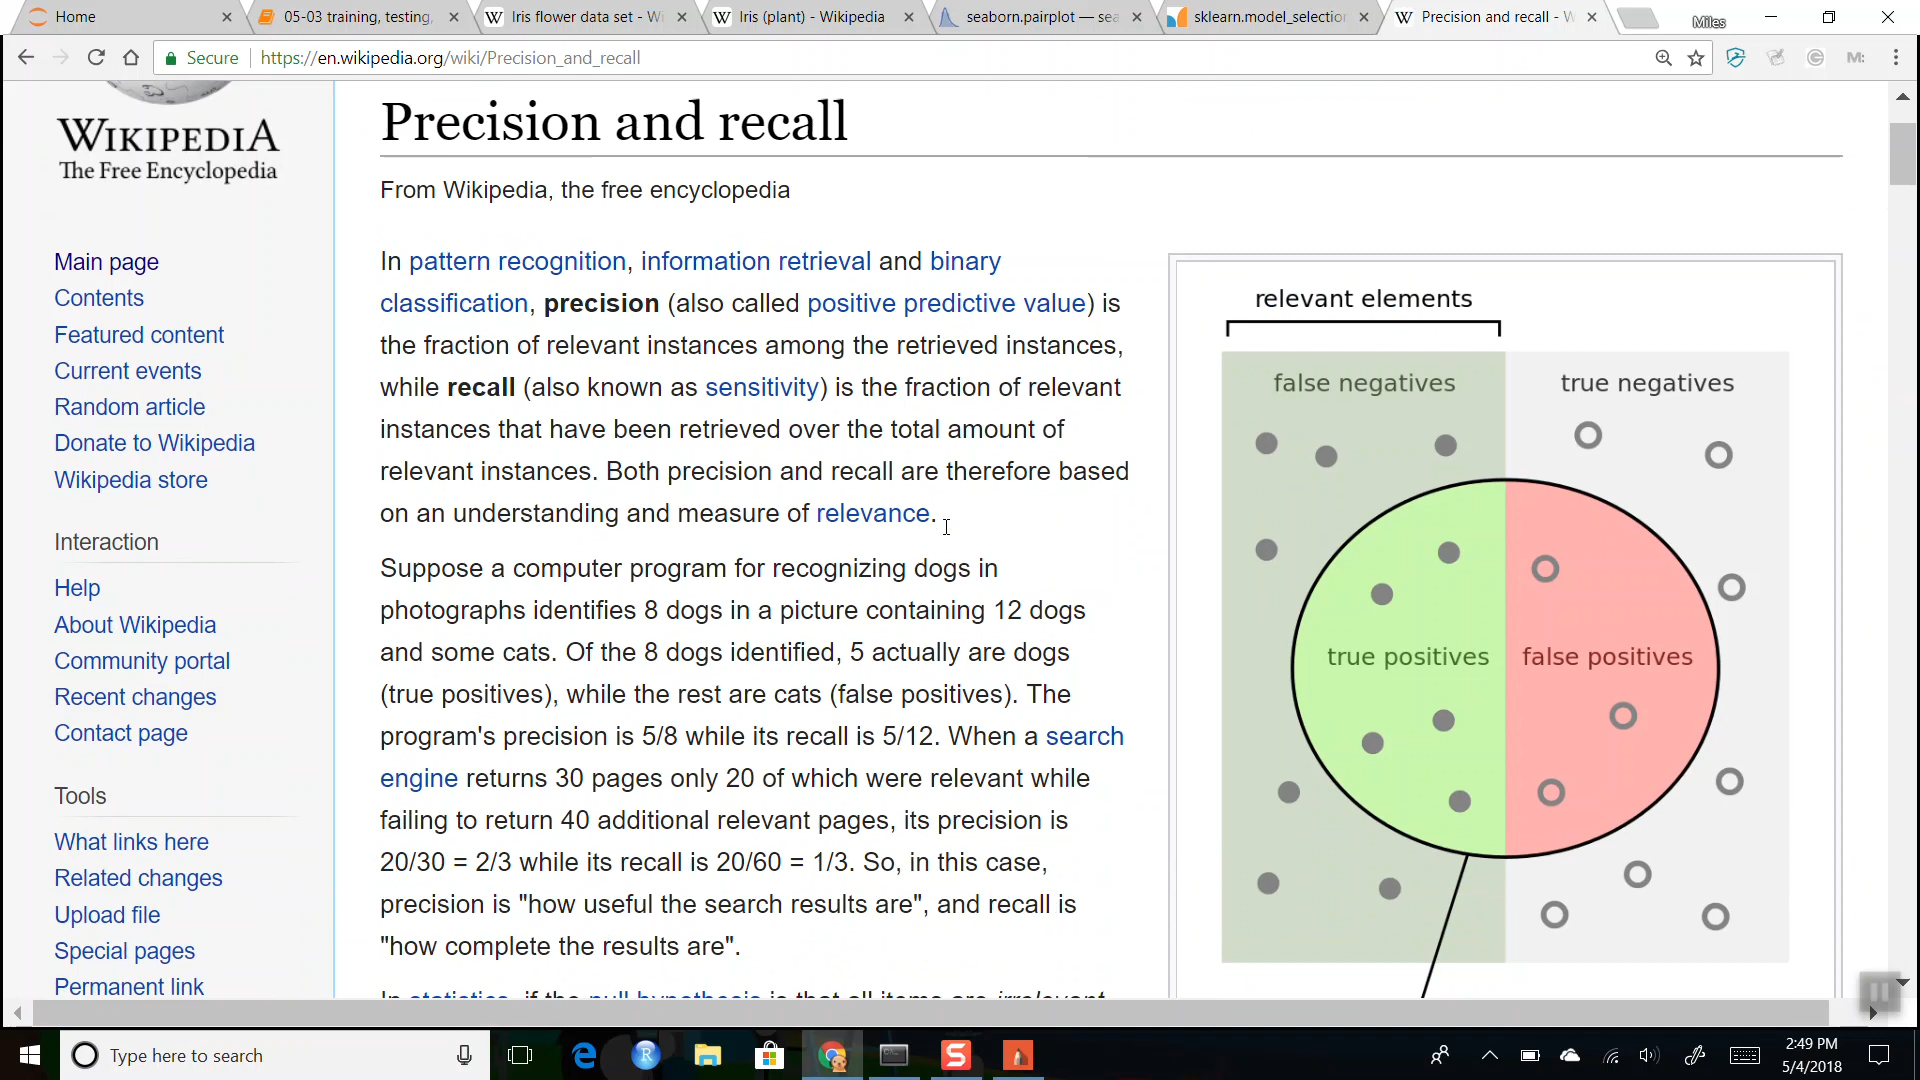 Home
05-03 training, testing,
Iris flower data set - Wi
Iris (plant) - Wikipedia
seaborn.pairplot — sea
sklearn.model_selection
Precision and recall - W
Miles
Secure
https://en.wikipedia.org/wiki/Precision_and_recall
WIKIPEDIA
The Free Encyclopedia
Main page
Contents
Featured content
Current events
Random article
Donate to Wikipedia
Wikipedia store
Interaction
Help
About Wikipedia
Community portal
Recent changes
Contact page
Tools
What links here
Related changes
Upload file
Special pages
Permanent link
Precision and recall
From Wikipedia, the free encyclopedia
In pattern recognition, information retrieval and binary
classification, precision (also called positive predictive value) is
the fraction of relevant instances among the retrieved instances,
while recall (also known as sensitivity) is the fraction of relevant
instances that have been retrieved over the total amount of
relevant instances. Both precision and recall are therefore based
on an understanding and measure of relevance.
Suppose a computer program for recognizing dogs in
photographs identifies 8 dogs in a picture containing 12 dogs
and some cats. Of the 8 dogs identified, 5 actually are dogs
(true positives), while the rest are cats (false positives). The
program's precision is 5/8 while its recall is 5/12. When a search
engine returns 30 pages only 20 of which were relevant while
failing to return 40 additional relevant pages, its precision is
20/30 = 2/3 while its recall is 20/60 = 1/3. So, in this case,
precision is "how useful the search results are", and recall is
"how complete the results are".
In statistics, if the null hypothesis is that all items are irrelevant
relevant elements
false negatives
true negatives
true positives
false positives
Type here to search
2:49 PM
5/4/2018